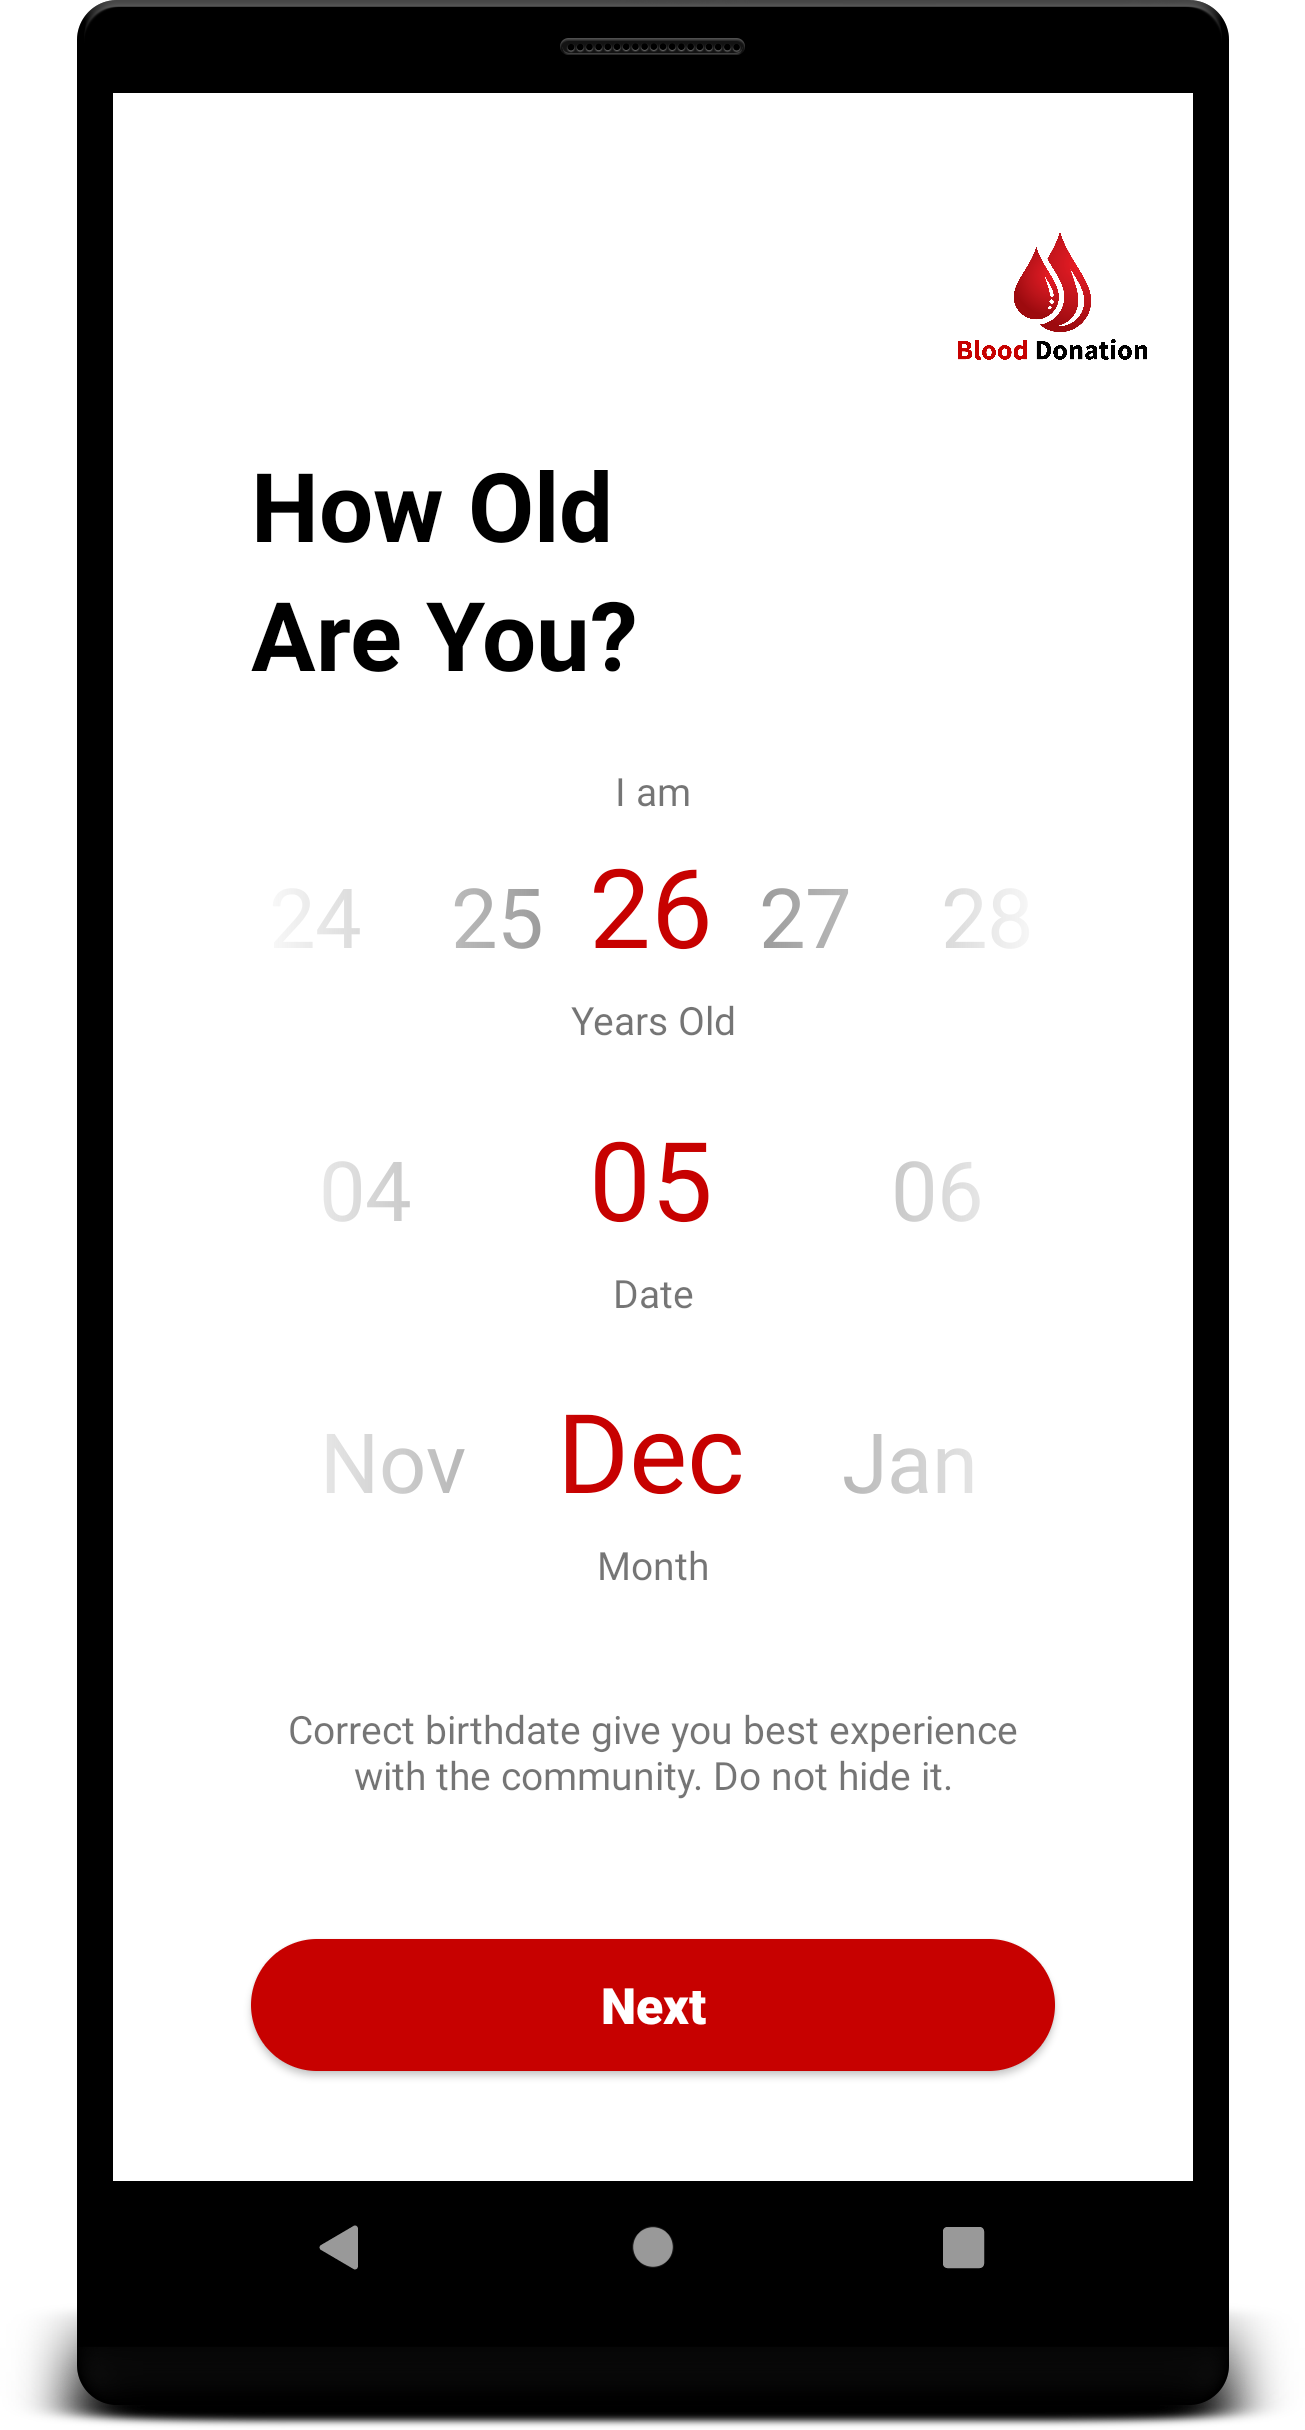 Blood Donation
How Old
Are You?
I am
24 25 26 27 28
Years Old
04 05 06
Date
Nov Dec Jan
Month
Correct birthdate give you best experience
with the community. Do not hide it.
Next